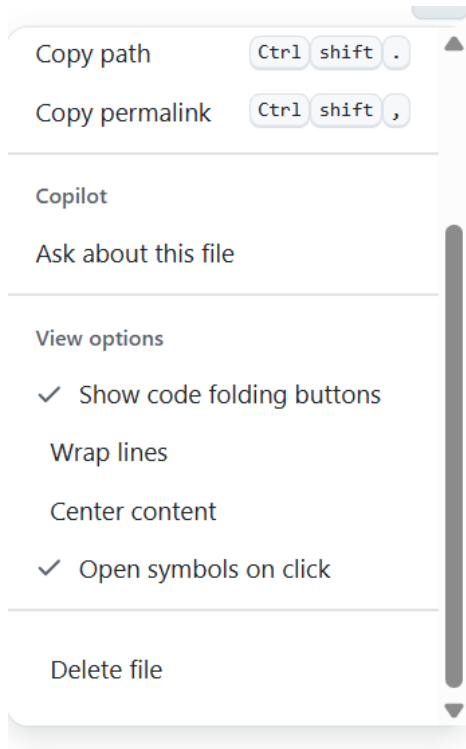 Copy path Ctrl shift .
Copy permalink Ctrl shift ,
Copilot
Ask about this file
View options
Show code folding buttons
Wrap lines
Center content
Open symbols on click
Delete file